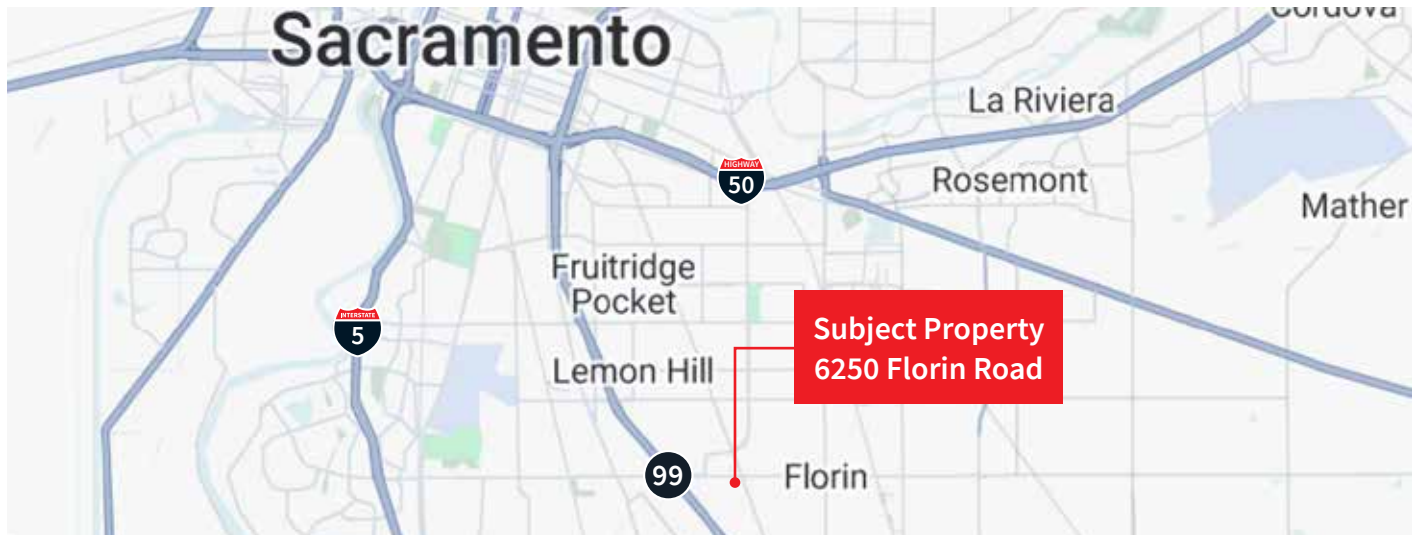 Sacramento
Cordova
La Riviera
HIGHWAY
50
Rosemont
Mather
Fruitridge
Pocket
INTERSTATE
5
Subject Property
6250 Florin Road
Lemon Hill
99
Florin